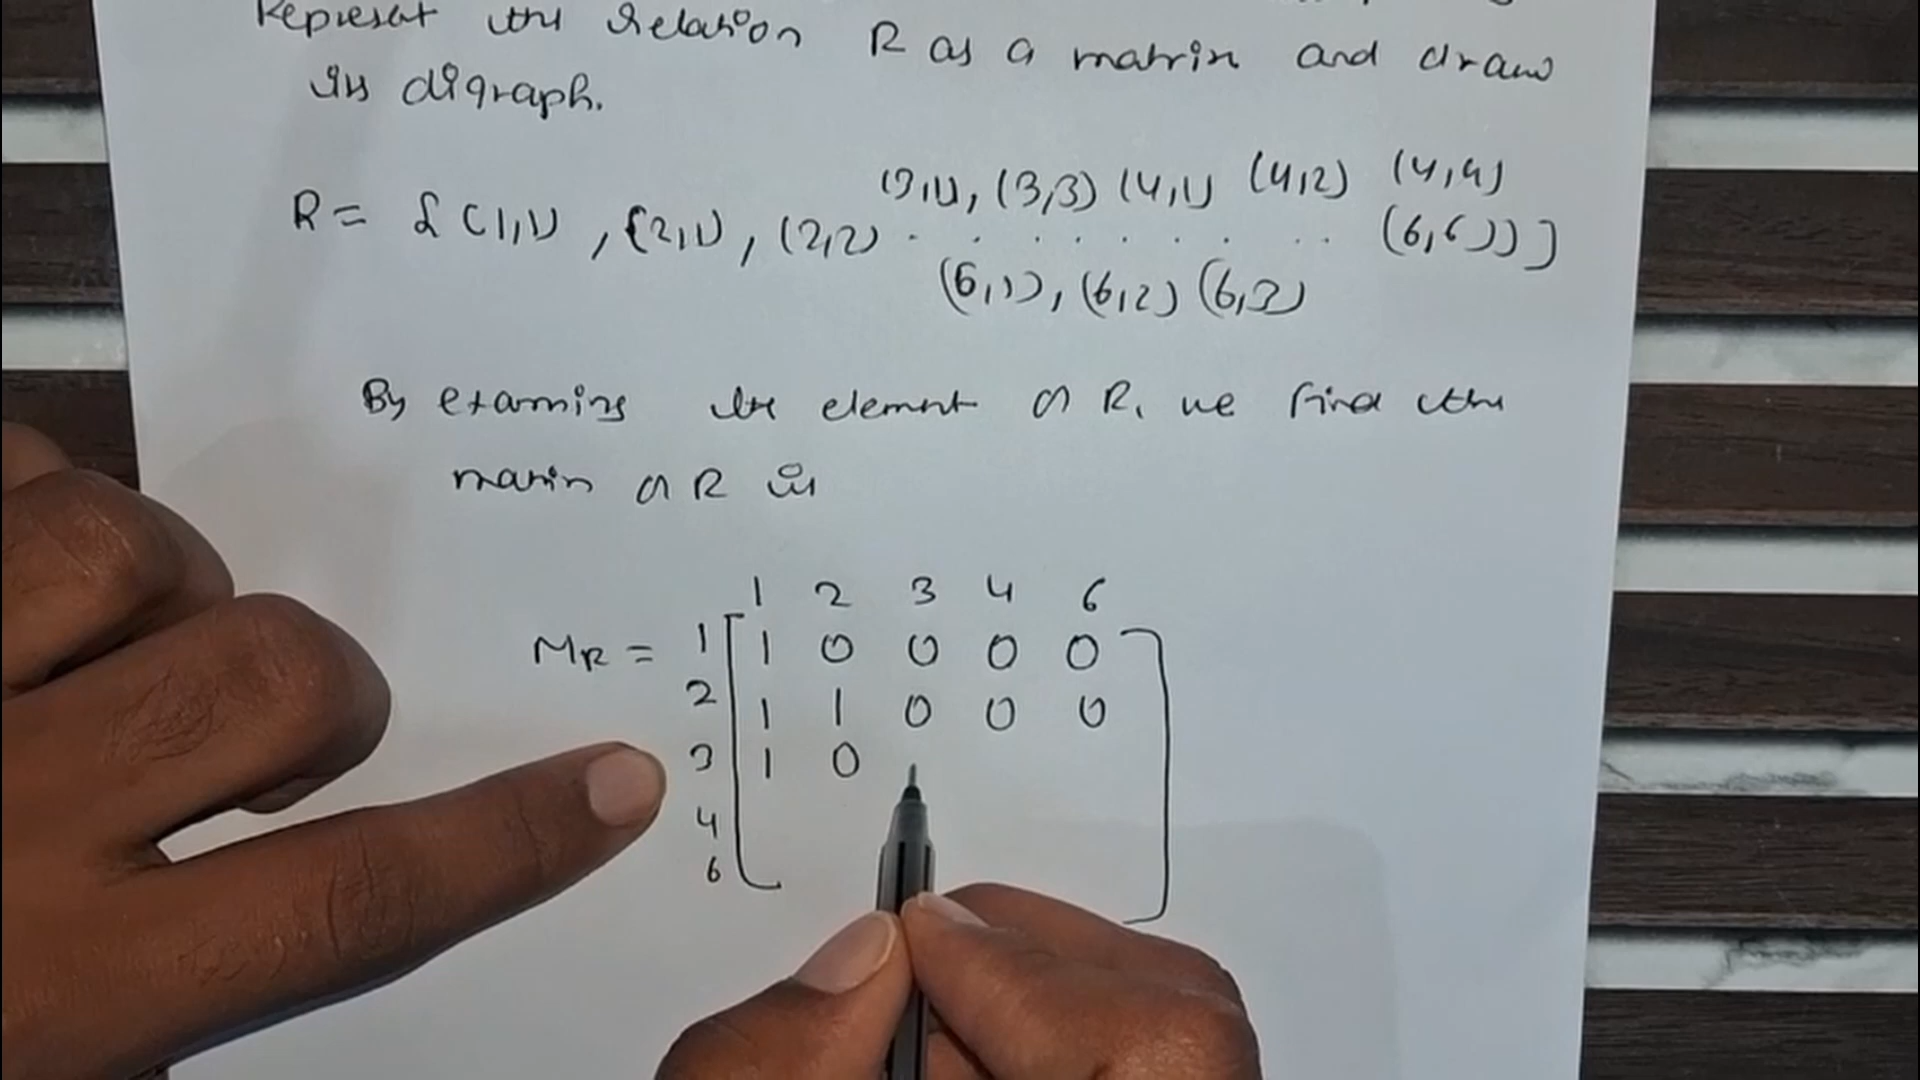 Represent the relation R as a matrix and draw
its digraph.
(3,1), (3,3) (4,1) (4,2) (4,4)
R = { (1,1) , (2,1) , (2,2) . . . . . . . . . (6,6)) }
(6,1), (6,2) (6,3)
By examing the element of R, we find the
matrix of R is
1 2 3 4 6
MR = 1 [ 1 0 0 0 0 ]
2 1 1 0 0 0
3 1 0
4
6